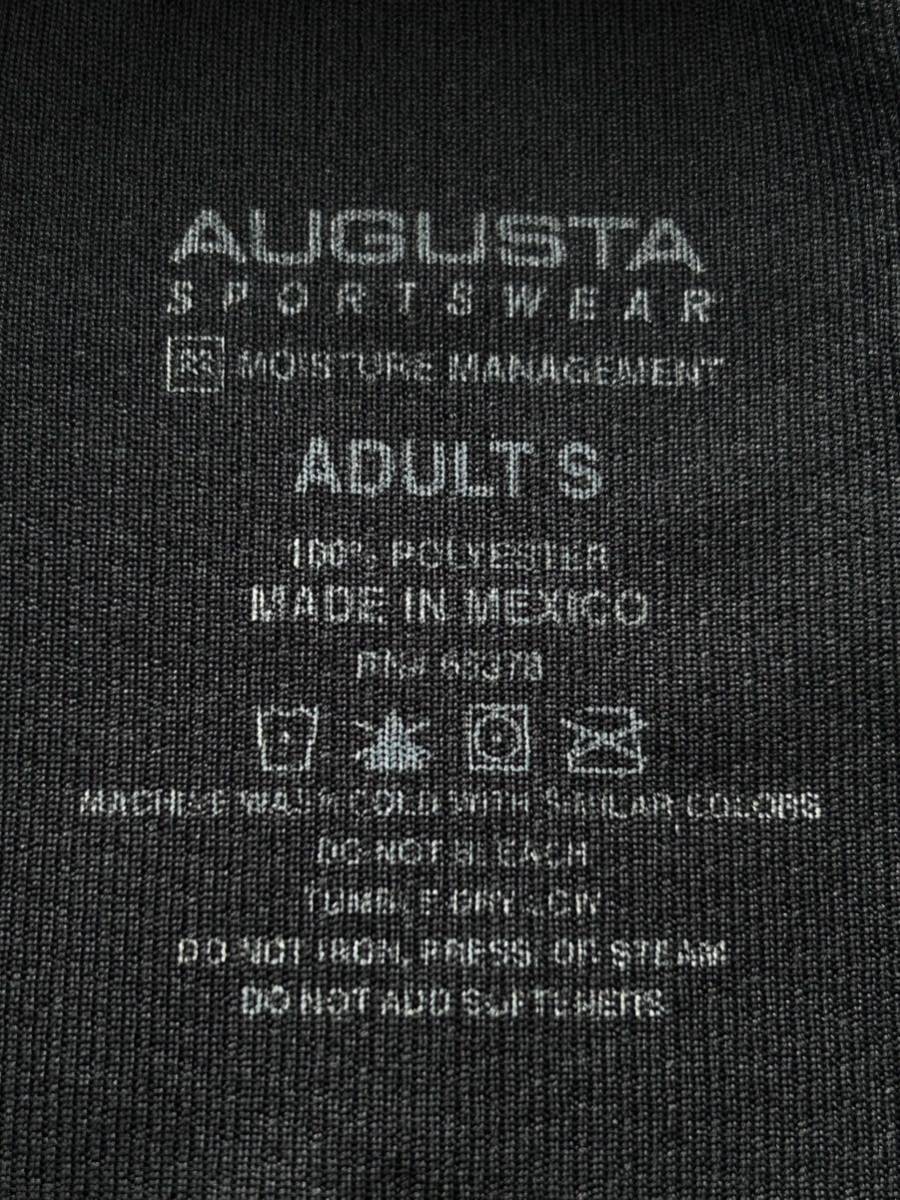 AUGUSTA
SPORTSWEAR
MOISTURE MANAGEMENT
ADULT S
100% POLYESTER
MADE IN MEXICO
MACHINE WASH COLD WITH SIMILAR COLORS
DO NOT BLEACH
TUMBLE DRY LOW
DO NOT IRON, PRESS, OR STEAM
DO NOT ADD SOFTENERS